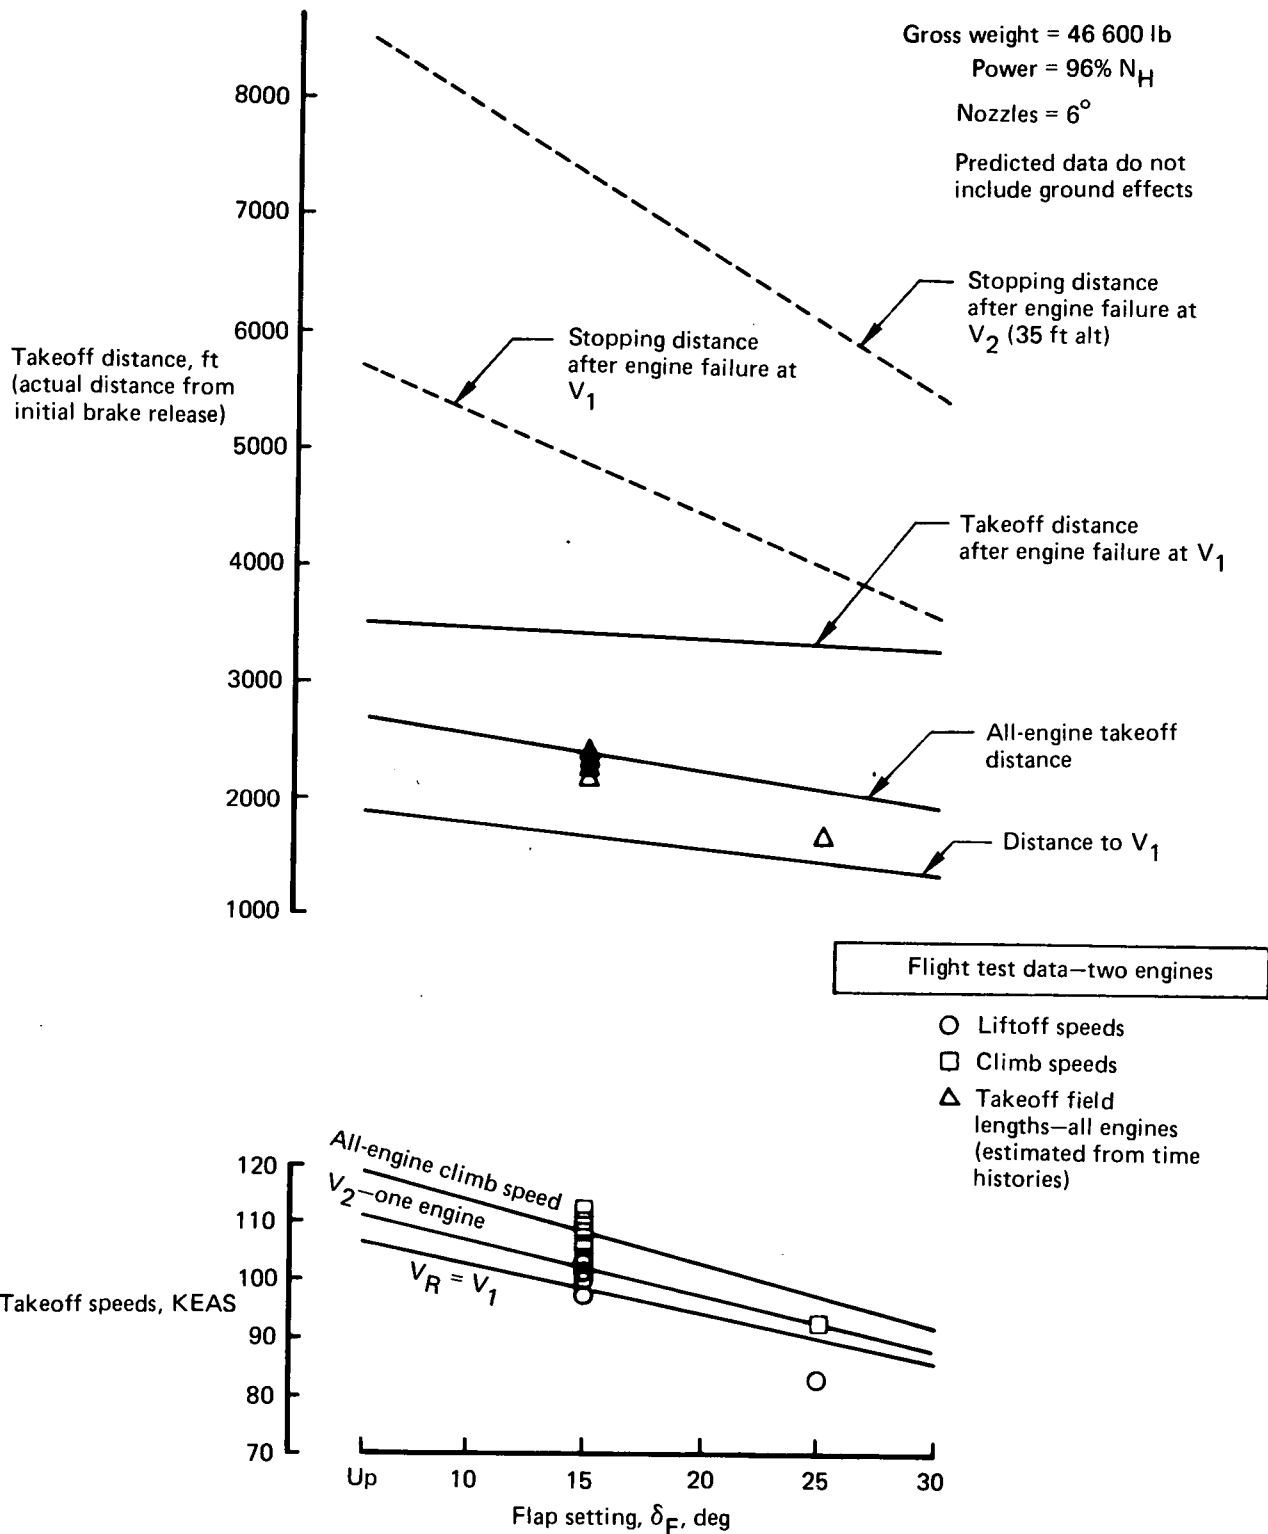 Gross weight = 46 600 lb
Power = 96% N_H
Nozzles = 6°
Predicted data do not
include ground effects
8000
7000
6000
5000
4000
3000
2000
1000
Takeoff distance, ft
(actual distance from
initial brake release)
Stopping distance
after engine failure at
V_2 (35 ft alt)
Stopping distance
after engine failure at
V_1
Takeoff distance
after engine failure at V_1
All-engine takeoff
distance
Distance to V_1
Flight test data—two engines
Liftoff speeds
Climb speeds
Takeoff field
lengths—all engines
(estimated from time
histories)
120
110
100
90
80
70
Takeoff speeds, KEAS
All-engine climb speed
V_2—one engine
V_R = V_1
Up 10 15 20 25 30
Flap setting, δ_F, deg